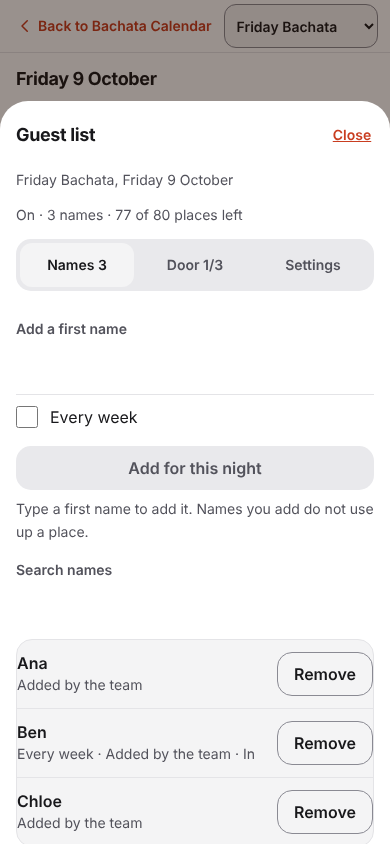 Back to Bachata Calendar
Friday Bachata
Friday 9 October
Guest list
Close
Friday Bachata, Friday 9 October
On · 3 names · 77 of 80 places left
Names 3
Door 1/3
Settings
Add a first name
Every week
Add for this night
Type a first name to add it. Names you add do not use
up a place.
Search names
Ana
Added by the team
Remove
Ben
Every week · Added by the team · In
Remove
Chloe
Added by the team
Remove